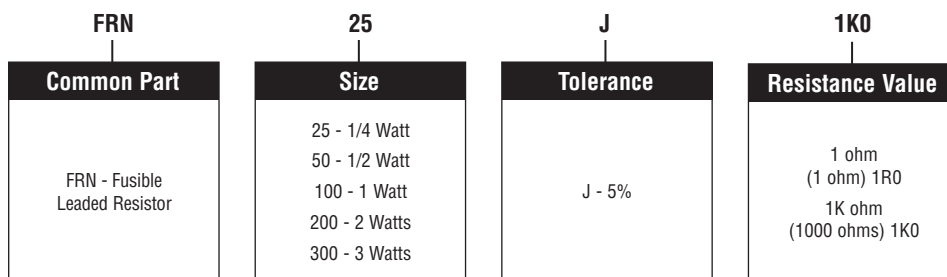 FRN
25
J
1K0
Common Part
Size
Tolerance
Resistance Value
FRN - Fusible
Leaded Resistor
25 - 1/4 Watt
50 - 1/2 Watt
100 - 1 Watt
200 - 2 Watts
300 - 3 Watts
J - 5%
1 ohm
(1 ohm) 1R0
1K ohm
(1000 ohms) 1K0